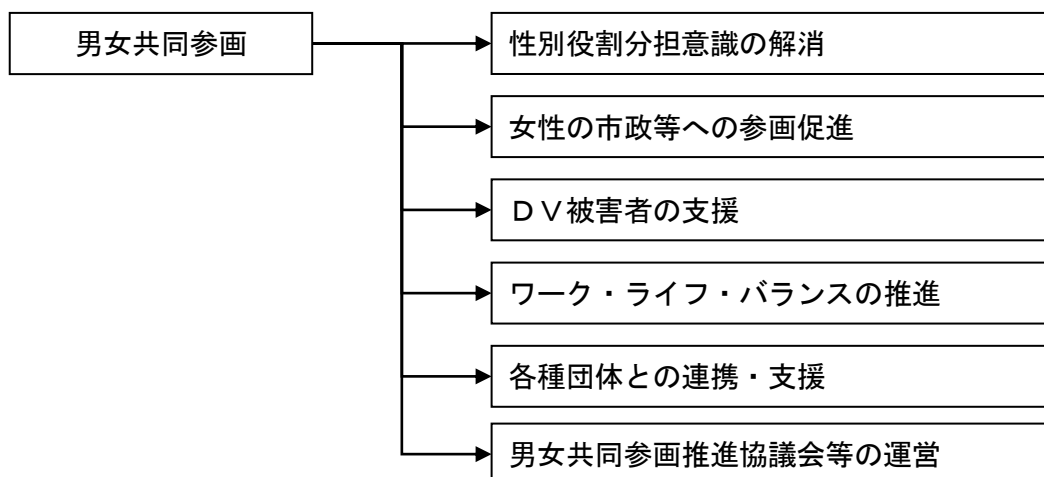 男女共同参画
性別役割分担意識の解消
女性の市政等への参画促進
ＤＶ被害者の支援
ワーク・ライフ・バランスの推進
各種団体との連携・支援
男女共同参画推進協議会等の運営